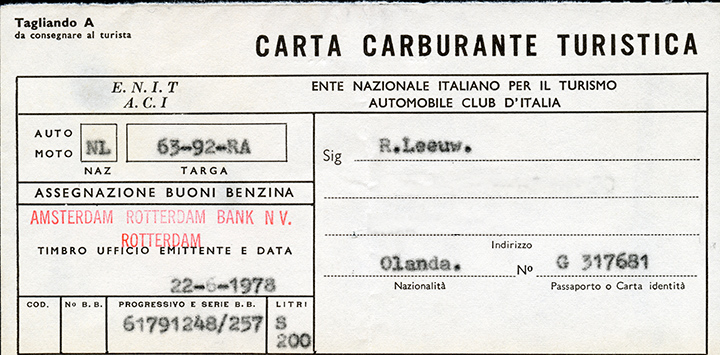 Tagliando A
da consegnare al turista
CARTA CARBURANTE TURISTICA
E.N.I.T
A.C.I
ENTE NAZIONALE ITALIANO PER IL TURISMO
AUTOMOBILE CLUB D'ITALIA
AUTO
MOTO
NL
63-92-RA
NAZ
TARGA
Sig R.Leeuw.
ASSEGNAZIONE BUONI BENZINA
AMSTERDAM ROTTERDAM BANK N V.
ROTTERDAM
TIMBRO UFFICIO EMITTENTE E DATA
22-6-1978
Indirizzo
Olanda. Nº G 317681
Nazionalità Passaporto o Carta identità
COD. Nº B.B. PROGRESSIVO E SERIE B.B. LITRI
61791248/257 S
200